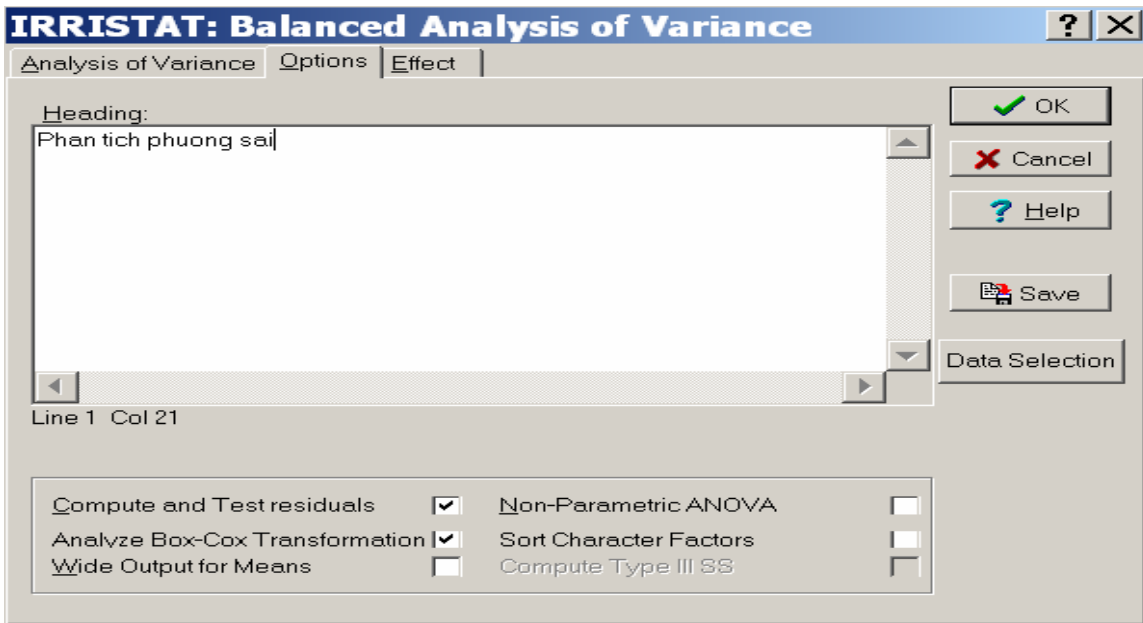 IRRISTAT: Balanced Analysis of Variance ? X
Analysis of Variance Options Effect
Heading:
Phan tich phuong sai
OK
Cancel
? Help
Save
Data Selection
Line 1 Col 21
Compute and Test residuals Non-Parametric ANOVA
Analyze Box-Cox Transformation Sort Character Factors
Wide Output for Means Compute Type III SS